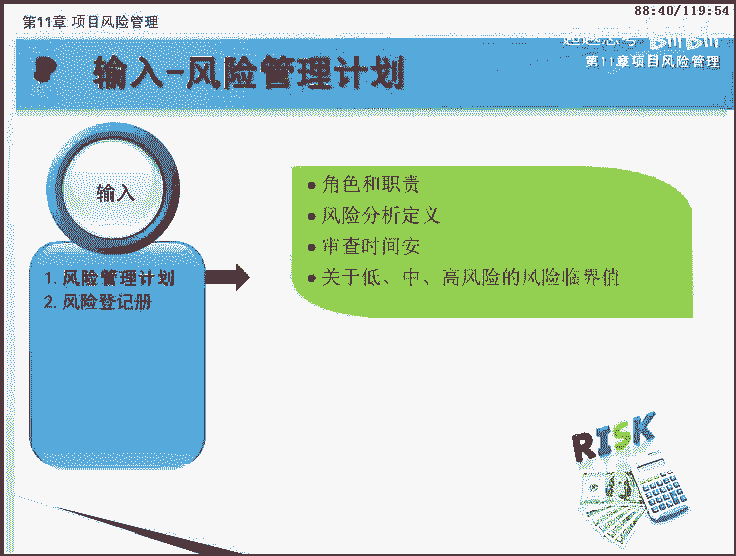 第11章 项目风险管理
88:40/119:54
第11章项目风险管理
输入-风险管理计划
输入
1. 风险管理计划
2. 风险登记册
● 角色和职责
● 风险分析定义
● 审查时间安
● 关于低、中、高风险的风险临界值
RISK